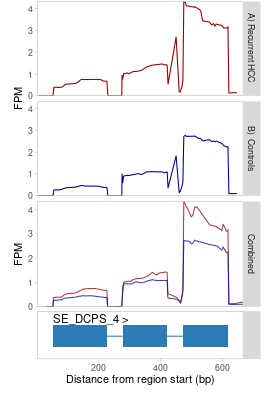 4
3
2
1
0
FPM
A) Recurrent HCC
4
3
2
1
0
FPM
B) Controls
4
3
2
1
0
FPM
Combined
SE_DCPS_4 >
200
400
600
Distance from region start (bp)